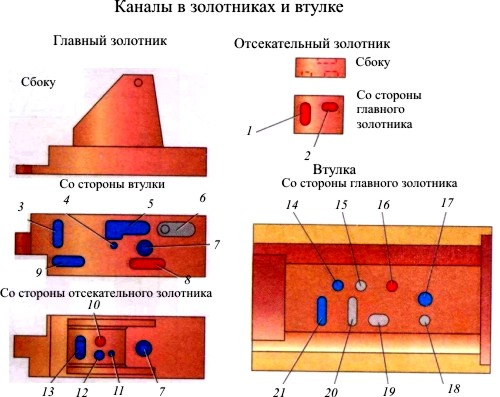 Каналы в золотниках и втулке
Главный золотник
Отсекательный золотник
Сбоку
Сбоку
Со стороны
главного
золотника
1
2
Со стороны втулки
3
4
5
6
7
8
9
Втулка
Со стороны главного золотника
14
15
16
17
Со стороны отсекательного золотника
10
13
12
11
7
21
20
19
18